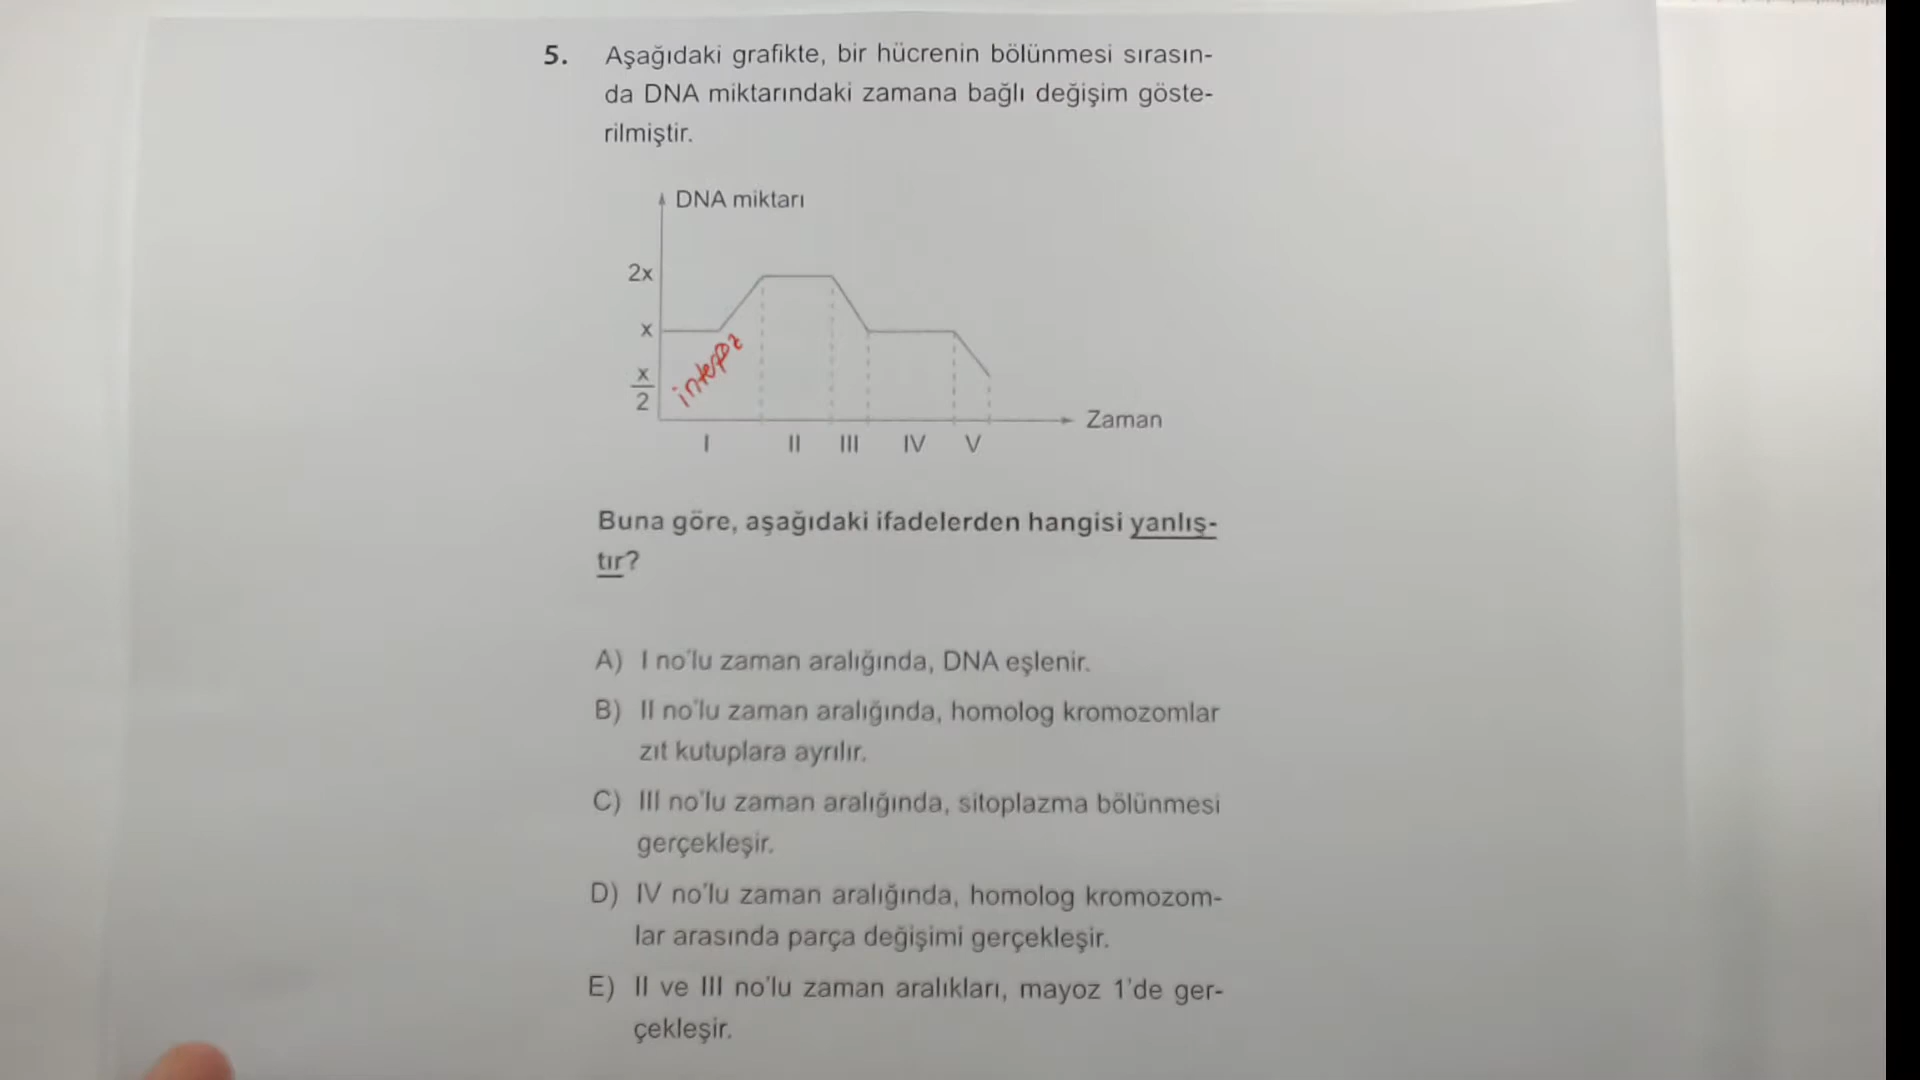 5. Aşağıdaki grafikte, bir hücrenin bölünmesi sırasın-
da DNA miktarındaki zamana bağlı değişim göste-
rilmiştir.
DNA miktarı
2x
x
x
2
interfaz
Zaman
I II III IV V
Buna göre, aşağıdaki ifadelerden hangisi yanlış-
tır?
A) I no'lu zaman aralığında, DNA eşlenir.
B) II no'lu zaman aralığında, homolog kromozomlar
zıt kutuplara ayrılır.
C) III no'lu zaman aralığında, sitoplazma bölünmesi
gerçekleşir.
D) IV no'lu zaman aralığında, homolog kromozom-
lar arasında parça değişimi gerçekleşir.
E) II ve III no'lu zaman aralıkları, mayoz 1'de ger-
çekleşir.